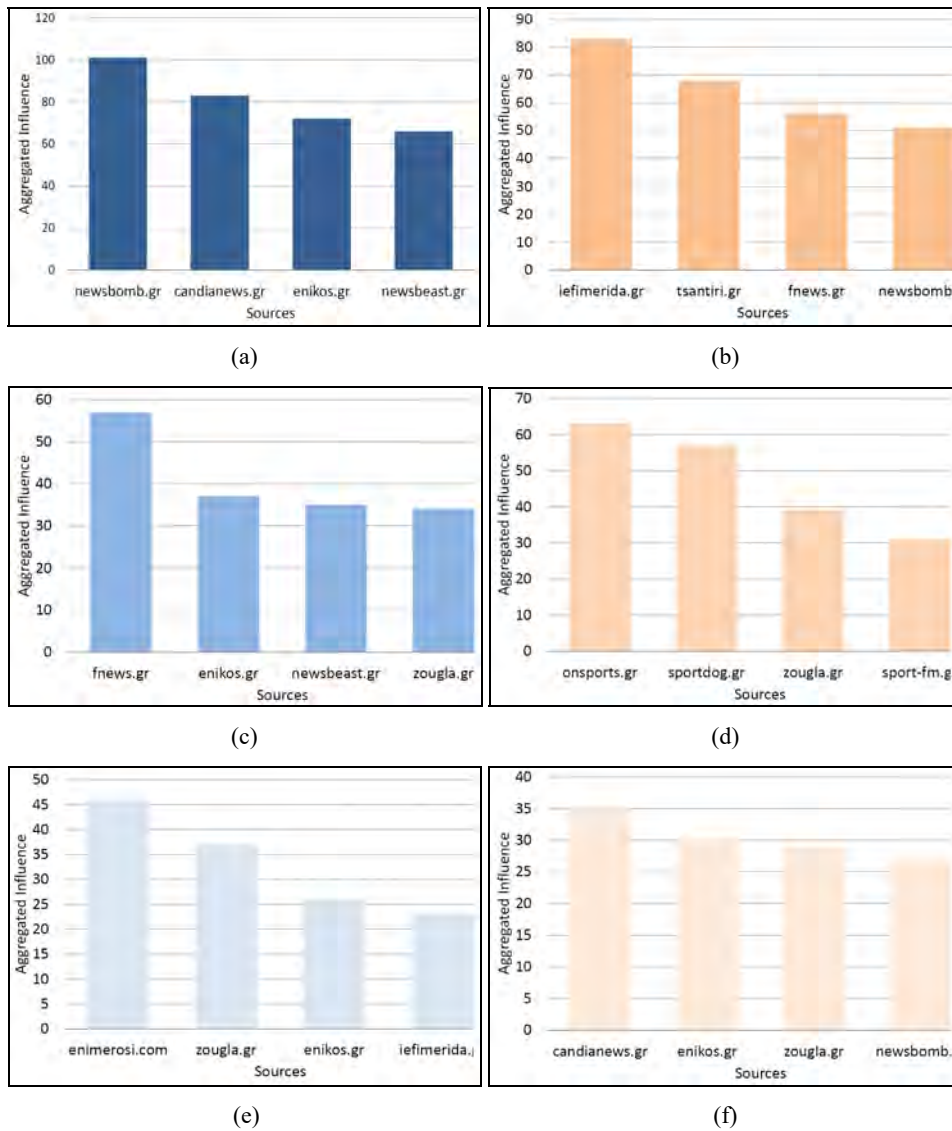 120
100
80
60
40
20
0
Aggregated Influence
newsbomb.gr candianews.gr enikos.gr newsbeast.gr
Sources
(a)
90
80
70
60
50
40
30
20
10
0
Aggregated Influence
iefimerida.gr tsantiri.gr fnews.gr newsbomb
Sources
(b)
60
50
40
30
20
10
0
Aggregated Influence
fnews.gr enikos.gr newsbeast.gr zougla.gr
Sources
(c)
70
60
50
40
30
20
10
0
Aggregated Influence
onsports.gr sportdog.gr zougla.gr sport-fm.g
Sources
(d)
50
45
40
35
30
25
20
15
10
5
0
Aggregated Influence
enimerosi.com zougla.gr enikos.gr iefimerida.
Sources
(e)
40
35
30
25
20
15
10
5
0
Aggregated Influence
candianews.gr enikos.gr zougla.gr newsbomb.
Sources
(f)